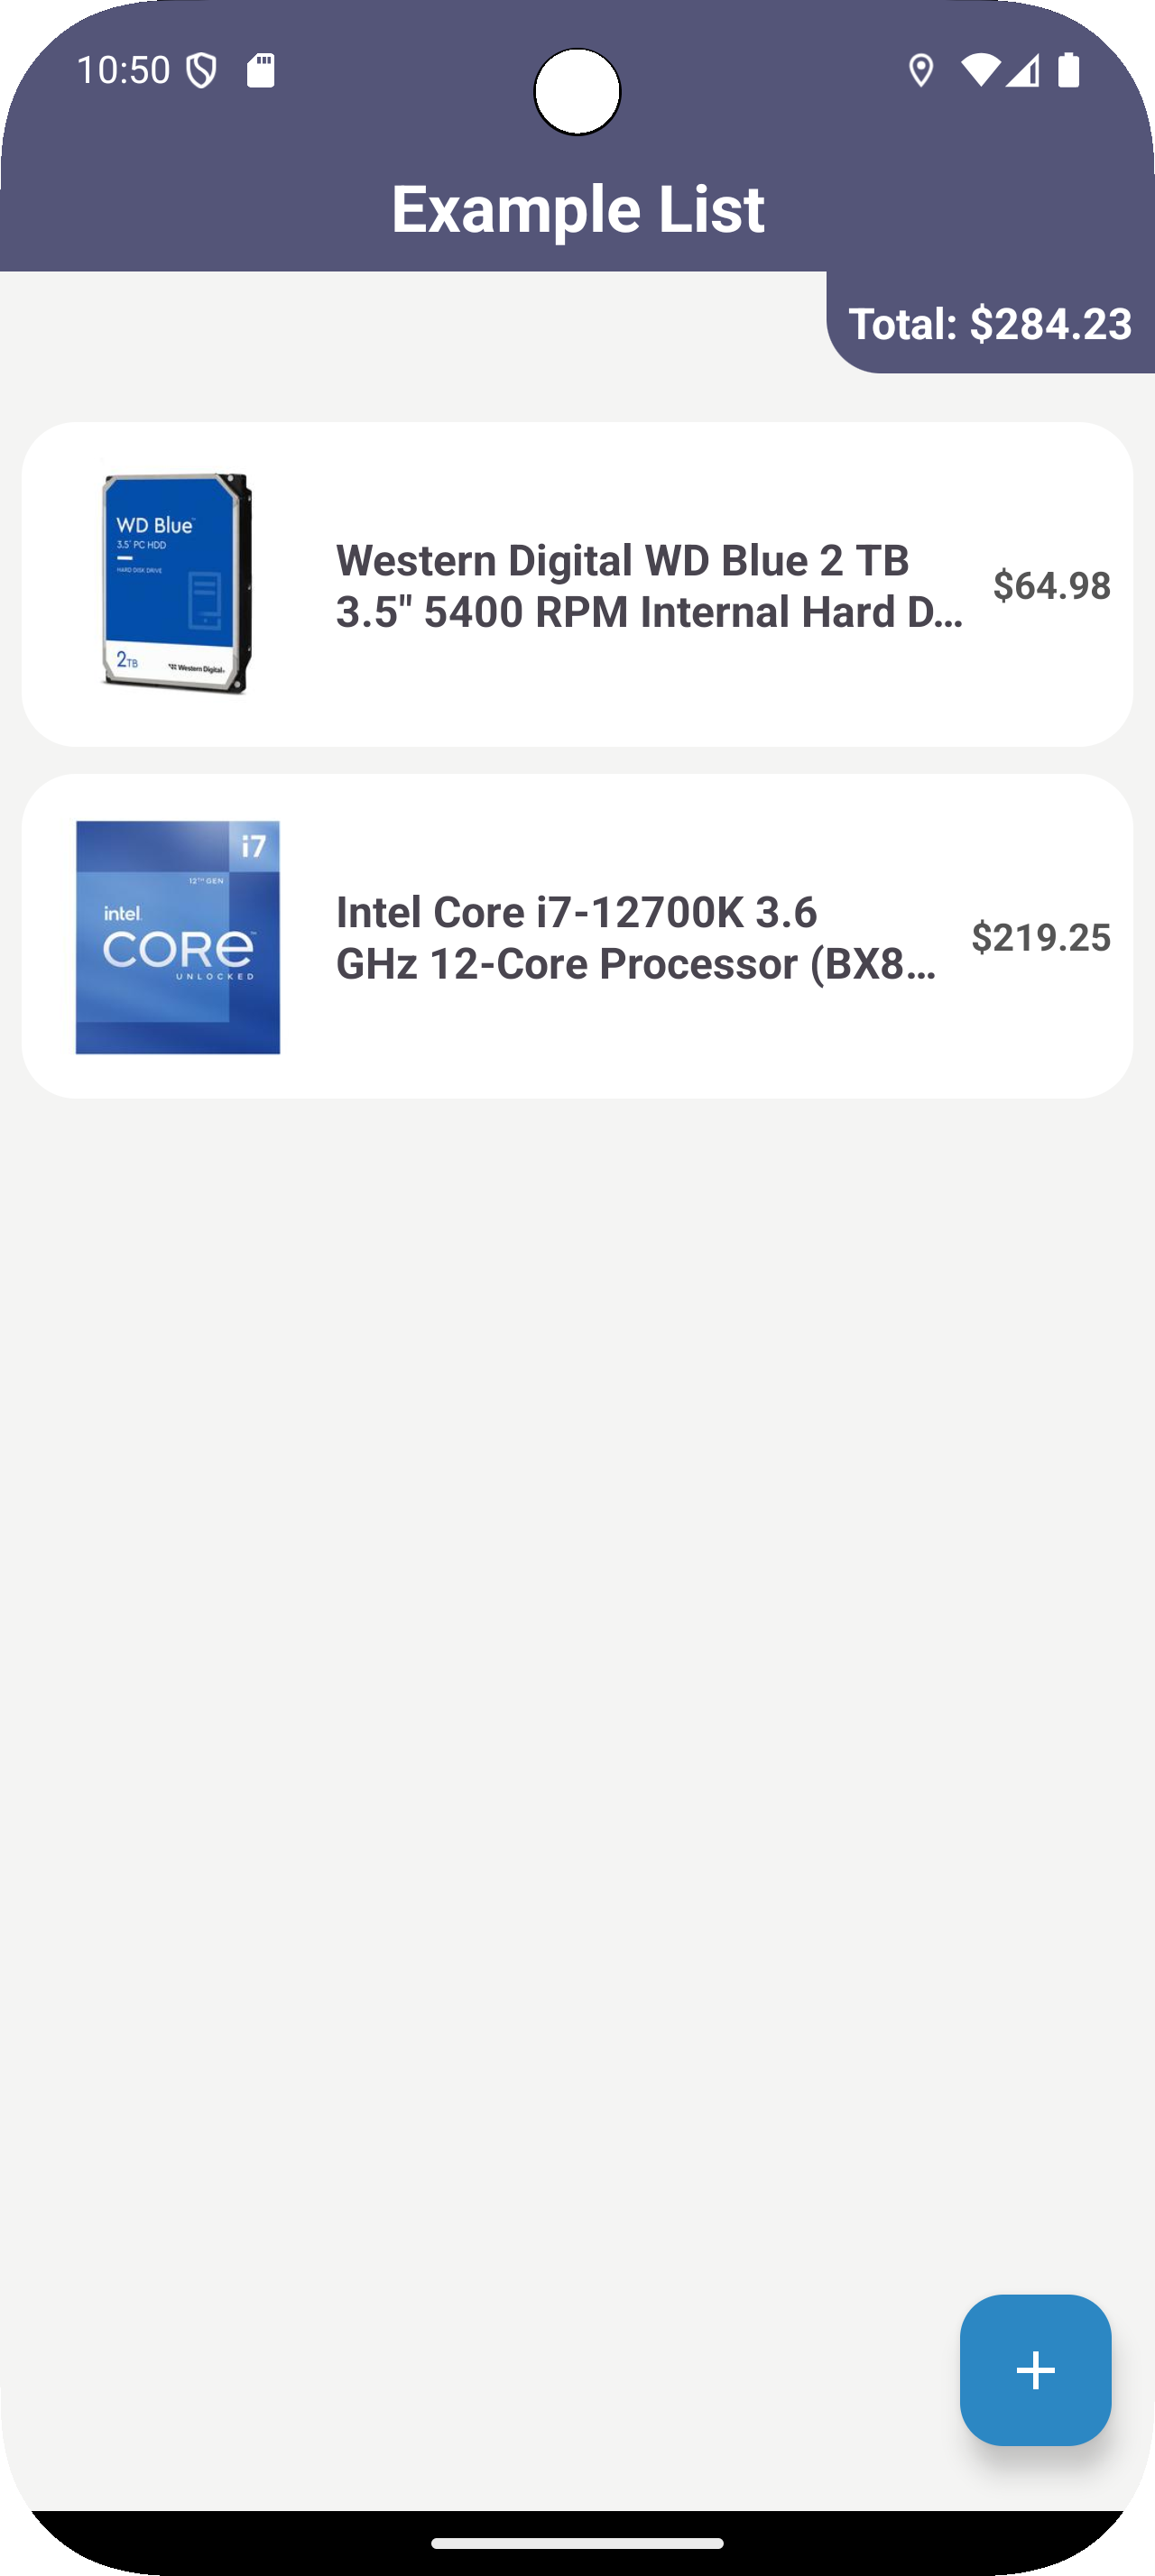 10:50
Example List
Total: $284.23
WD Blue™
3.5" PC HDD
HARD DISK DRIVE
2TB
Western Digital
Western Digital WD Blue 2 TB
3.5" 5400 RPM Internal Hard D…
$64.98
i7
12TH GEN
intel
CORE™
UNLOCKED
Intel Core i7-12700K 3.6
GHz 12-Core Processor (BX8…
$219.25